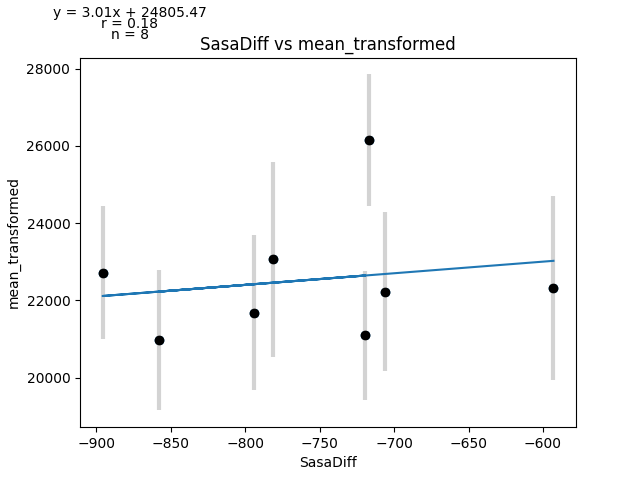 y = 3.01x + 24805.47
r = 0.18
n = 8
SasaDiff vs mean_transformed
28000
26000
24000
22000
20000
mean_transformed
−900
−850
−800
−750
−700
−650
−600
SasaDiff